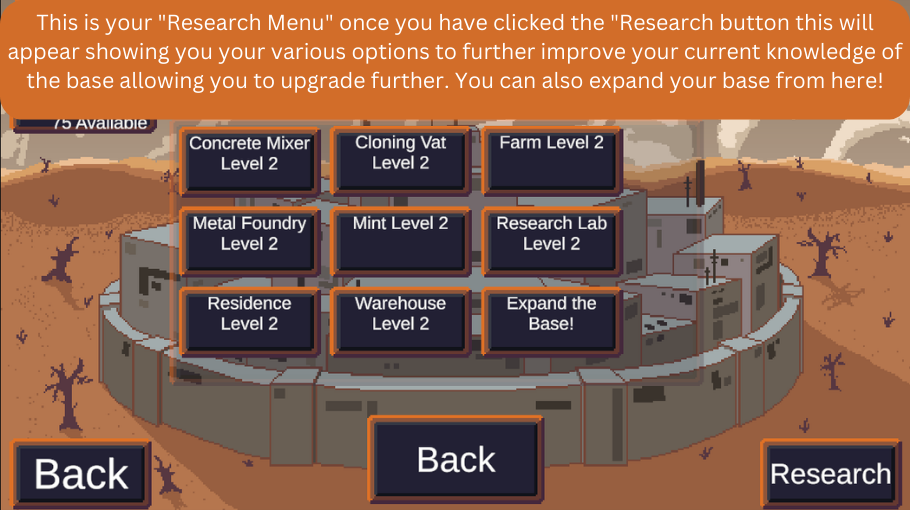 This is your "Research Menu" once you have clicked the "Research button this will
appear showing you your various options to further improve your current knowledge of
the base allowing you to upgrade further. You can also expand your base from here!
75 Available
Concrete Mixer
Level 2
Cloning Vat
Level 2
Farm Level 2
Metal Foundry
Level 2
Mint Level 2
Research Lab
Level 2
Residence
Level 2
Warehouse
Level 2
Expand the
Base!
Back
Back
Research